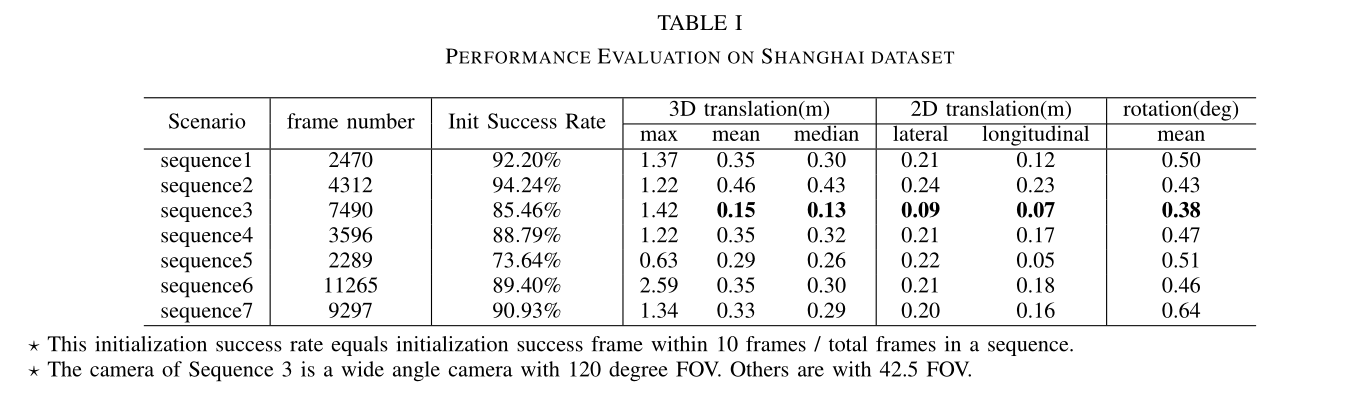 TABLE I
PERFORMANCE EVALUATION ON SHANGHAI DATASET
Scenario frame number Init Success Rate 3D translation(m) 2D translation(m) rotation(deg)
max mean median lateral longitudinal mean
sequence1 2470 92.20% 1.37 0.35 0.30 0.21 0.12 0.50
sequence2 4312 94.24% 1.22 0.46 0.43 0.24 0.23 0.43
sequence3 7490 85.46% 1.42 0.15 0.13 0.09 0.07 0.38
sequence4 3596 88.79% 1.22 0.35 0.32 0.21 0.17 0.47
sequence5 2289 73.64% 0.63 0.29 0.26 0.22 0.05 0.51
sequence6 11265 89.40% 2.59 0.35 0.30 0.21 0.18 0.46
sequence7 9297 90.93% 1.34 0.33 0.29 0.20 0.16 0.64
⋆ This initialization success rate equals initialization success frame within 10 frames / total frames in a sequence.
⋆ The camera of Sequence 3 is a wide angle camera with 120 degree FOV. Others are with 42.5 FOV.